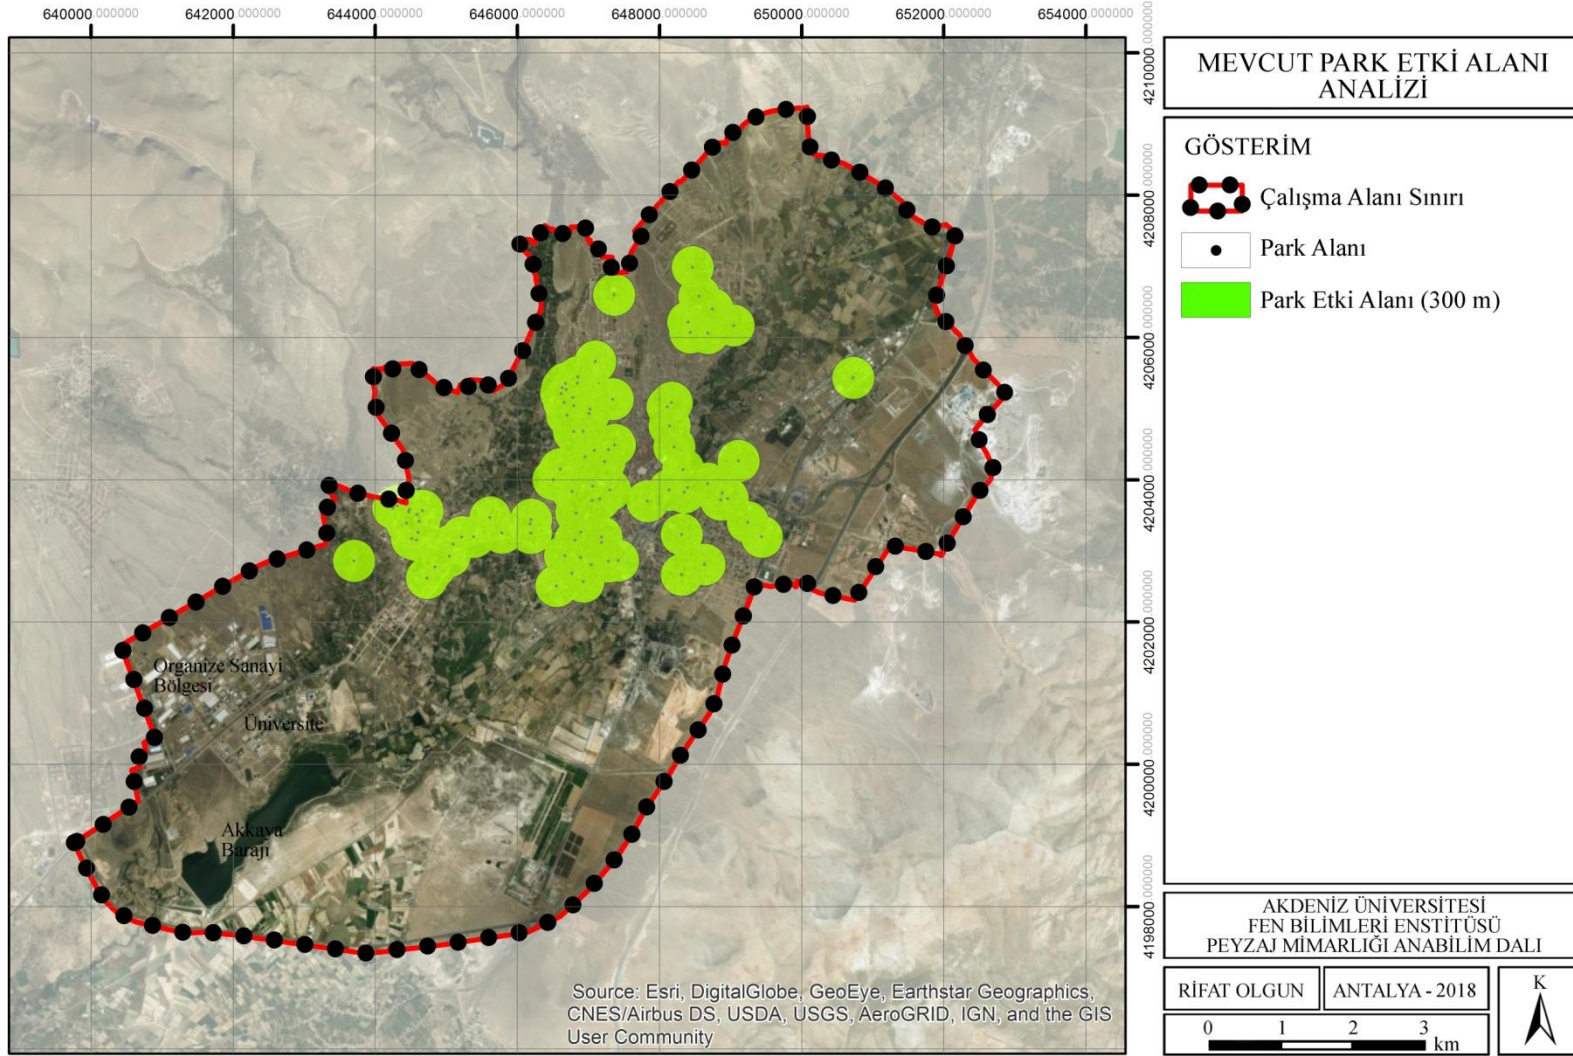 640000.000000 642000.000000 644000.000000 646000.000000 648000.000000 650000.000000 652000.000000 654000.000000
4210000.000000
4208000.000000
4206000.000000
4204000.000000
4202000.000000
4200000.000000
4198000.000000
Organize Sanayi
Bölgesi
Üniversite
Akkaya
Barajı
Source: Esri, DigitalGlobe, GeoEye, Earthstar Geographics,
CNES/Airbus DS, USDA, USGS, AeroGRID, IGN, and the GIS
User Community
MEVCUT PARK ETKİ ALANI
ANALİZİ
GÖSTERİM
Çalışma Alanı Sınırı
Park Alanı
Park Etki Alanı (300 m)
AKDENİZ ÜNİVERSİTESİ
FEN BİLİMLERİ ENSTİTÜSÜ
PEYZAJ MİMARLIĞI ANABİLİM DALI
RİFAT OLGUN
ANTALYA - 2018
K
0 1 2 3
km